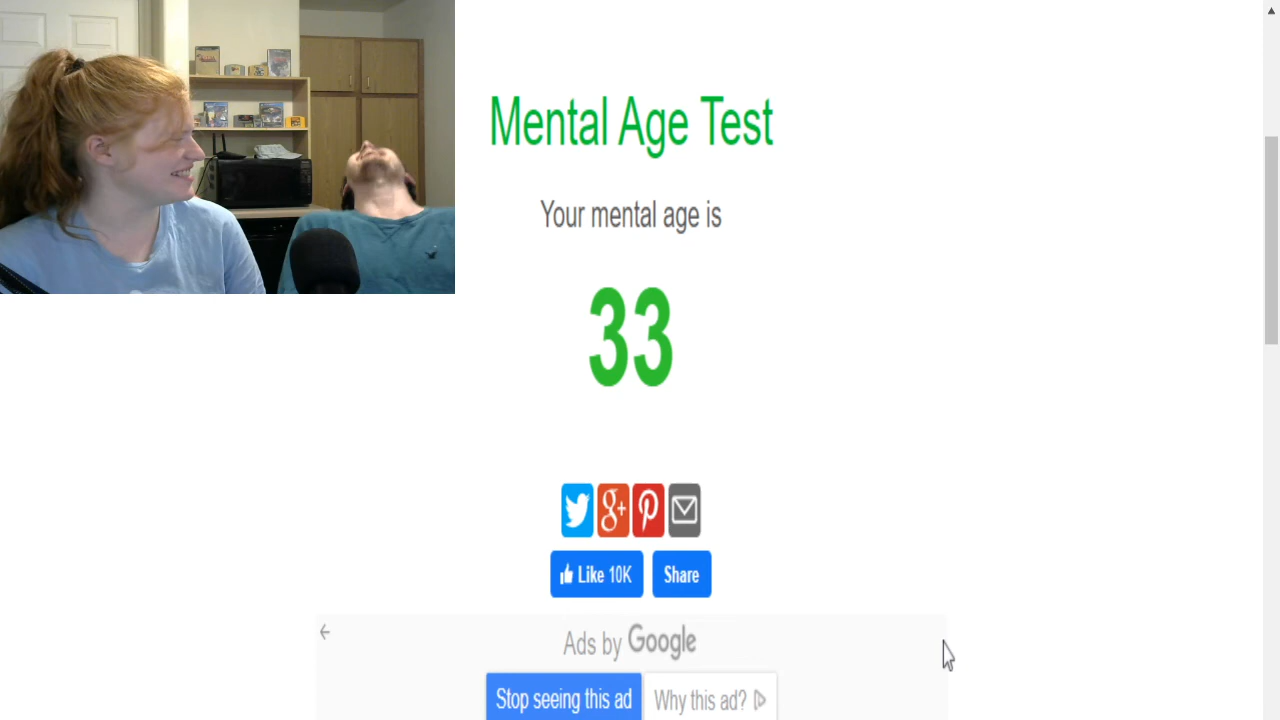 Mental Age Test
Your mental age is
33
Like 10K
Share
Ads by Google
Stop seeing this ad
Why this ad?